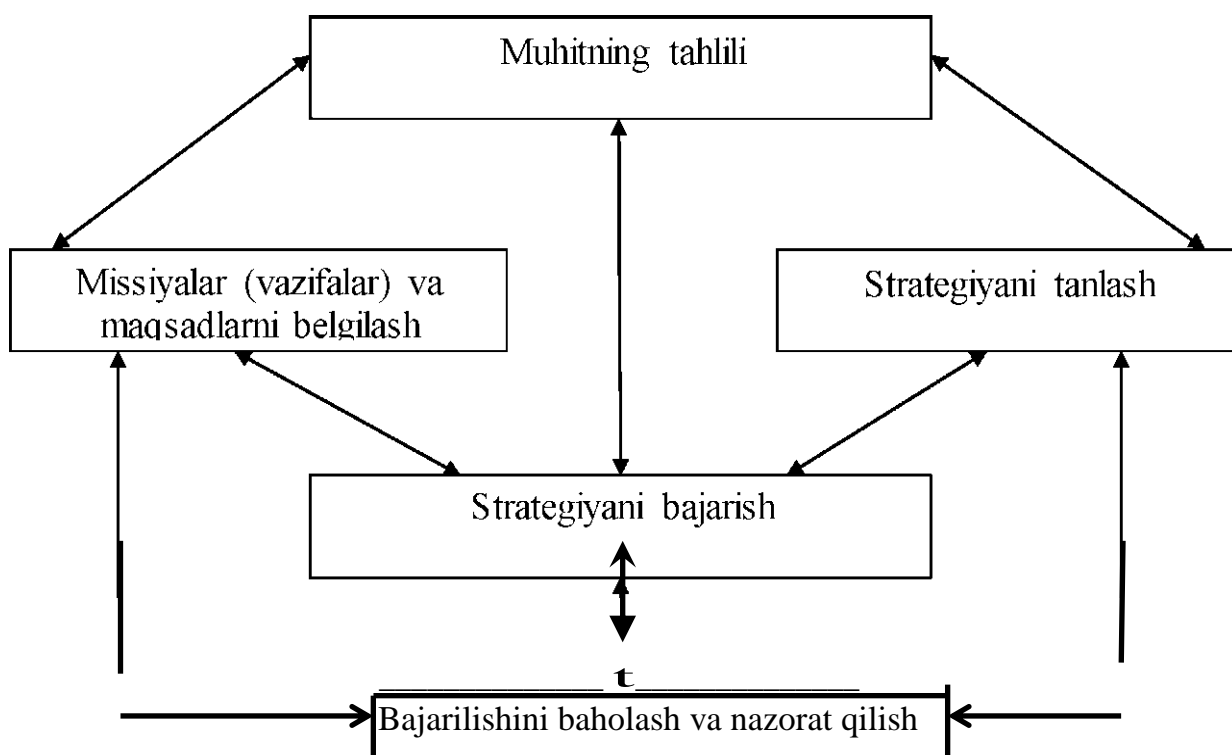 Muhitning tahlili
Missiyalar (vazifalar) va
maqsadlarni belgilash
Strategiyani tanlash
Strategiyani bajarish
t
Bajarilishini baholash va nazorat qilish